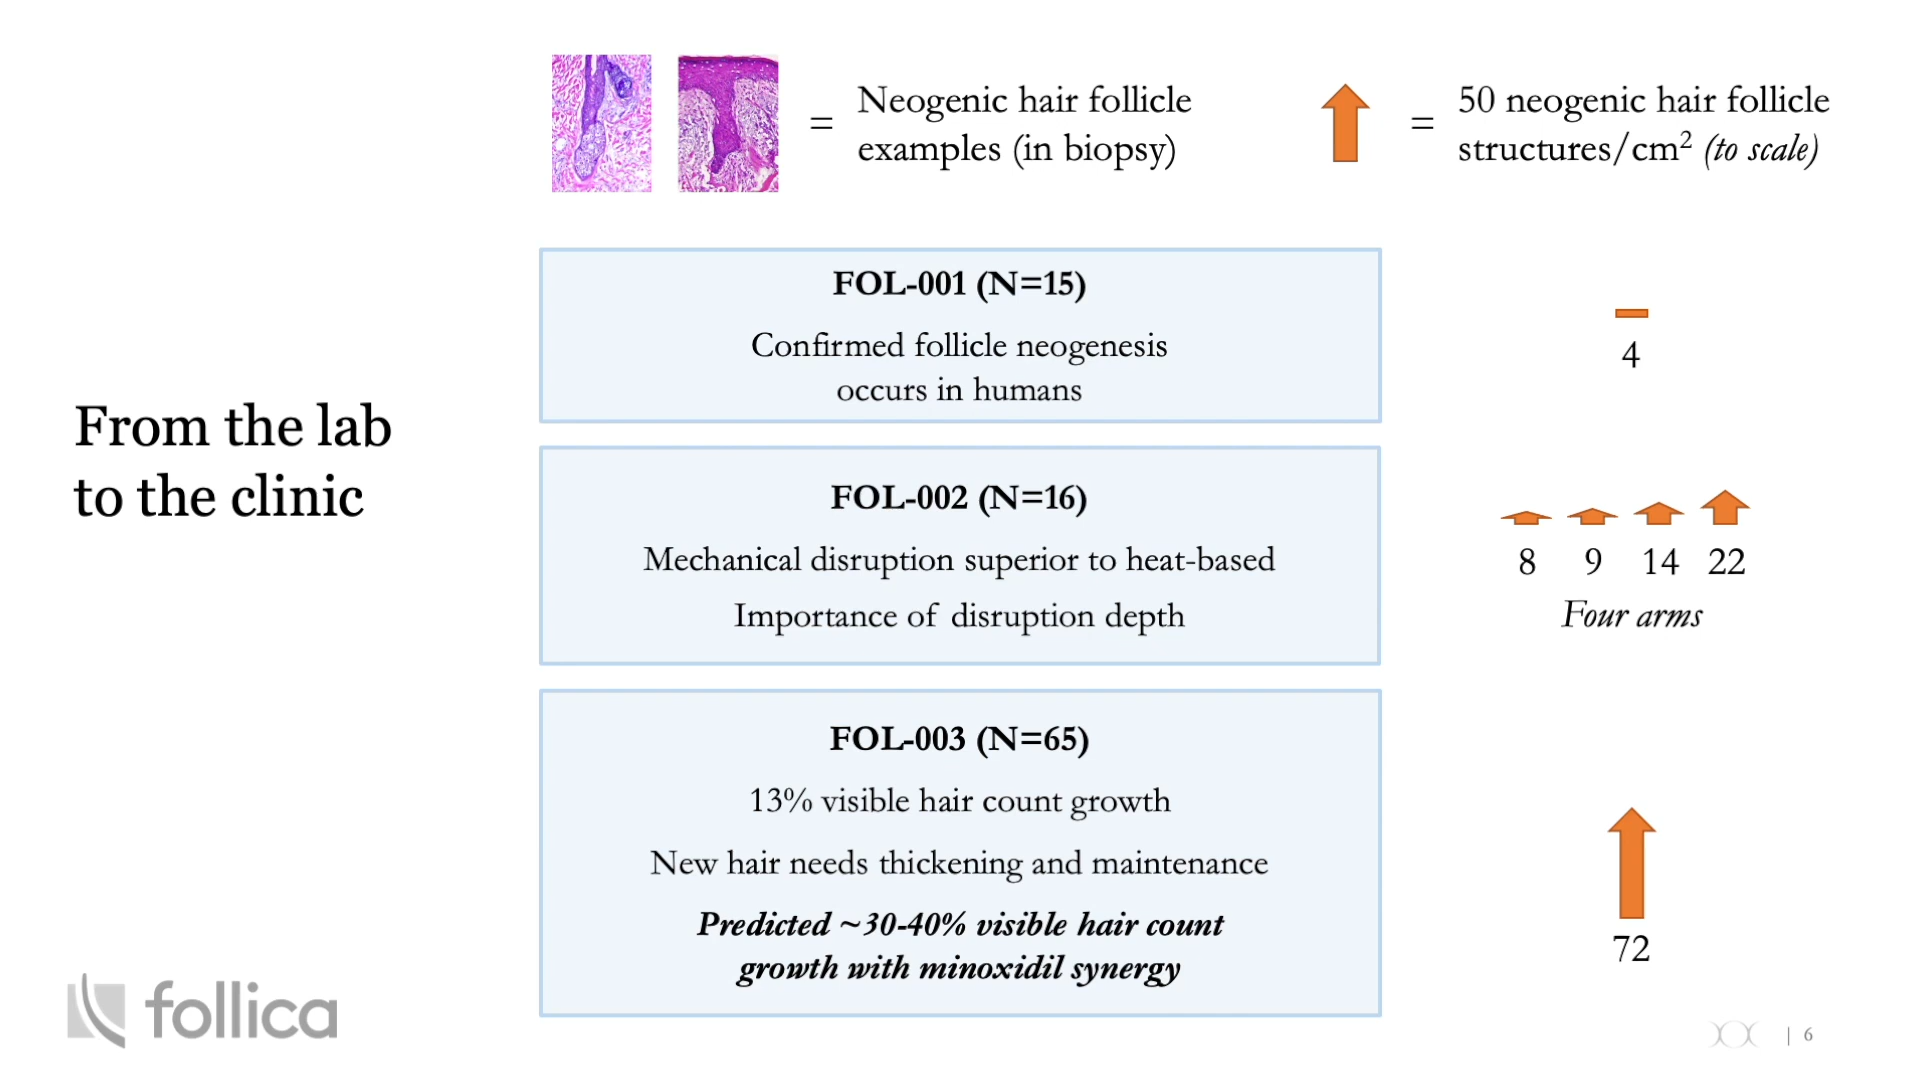 = Neogenic hair follicle
examples (in biopsy)
= 50 neogenic hair follicle
structures/cm² (to scale)
From the lab
to the clinic
FOL-001 (N=15)
Confirmed follicle neogenesis
occurs in humans
4
FOL-002 (N=16)
Mechanical disruption superior to heat-based
Importance of disruption depth
8 9 14 22
Four arms
FOL-003 (N=65)
13% visible hair count growth
New hair needs thickening and maintenance
Predicted ~30-40% visible hair count
growth with minoxidil synergy
72
follica
| 6